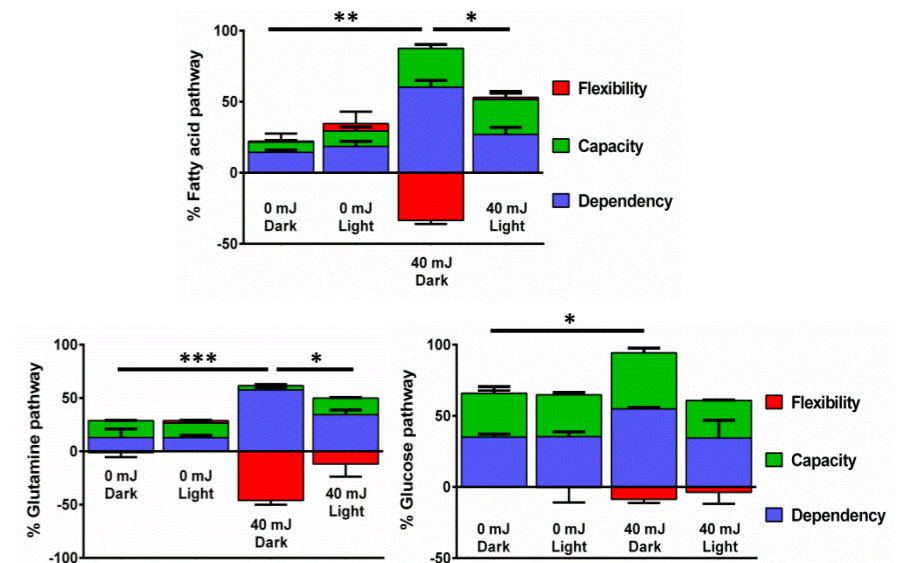 ** *
% Fatty acid pathway
100
50
0
-50
0 mJ
Dark
0 mJ
Light
40 mJ
Dark
40 mJ
Light
Flexibility
Capacity
Dependency
*** *
% Glutamine pathway
100
50
0
-50
-100
0 mJ
Dark
0 mJ
Light
40 mJ
Dark
40 mJ
Light
*
% Glucose pathway
100
50
0
-50
0 mJ
Dark
0 mJ
Light
40 mJ
Dark
40 mJ
Light
Flexibility
Capacity
Dependency